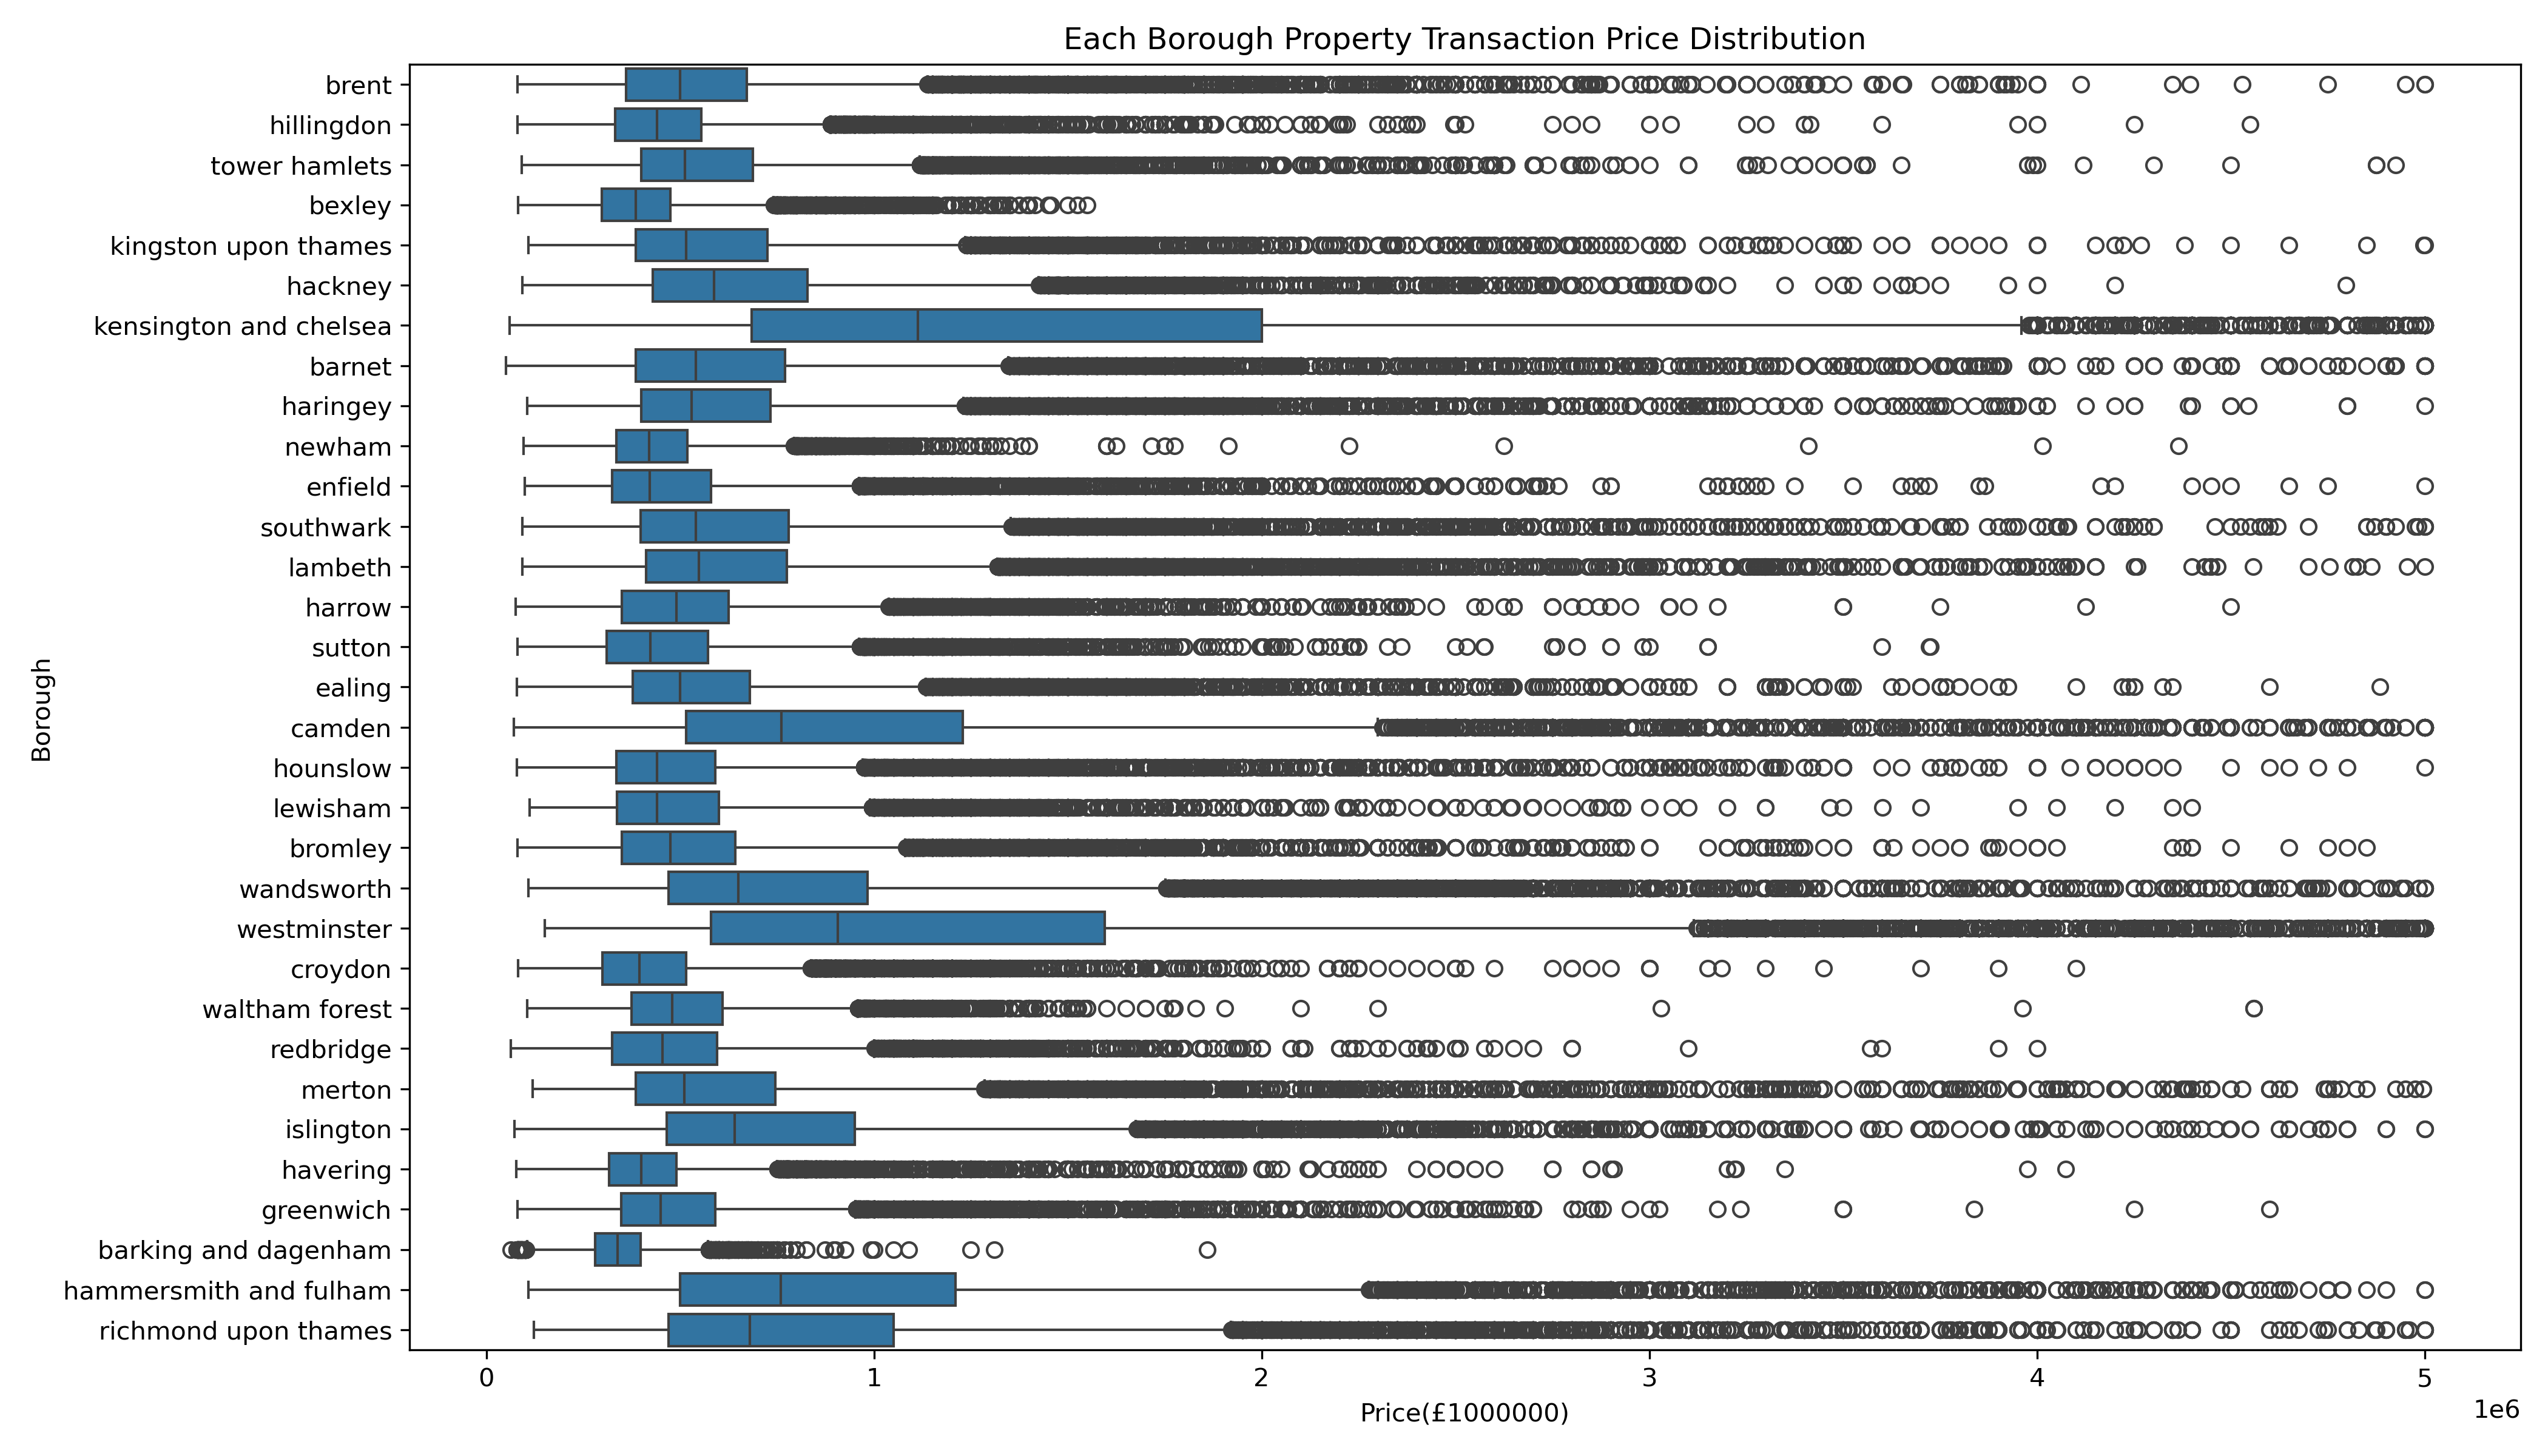 Each Borough Property Transaction Price Distribution
Borough
brent
hillingdon
tower hamlets
bexley
kingston upon thames
hackney
kensington and chelsea
barnet
haringey
newham
enfield
southwark
lambeth
harrow
sutton
ealing
camden
hounslow
lewisham
bromley
wandsworth
westminster
croydon
waltham forest
redbridge
merton
islington
havering
greenwich
barking and dagenham
hammersmith and fulham
richmond upon thames
0 1 2 3 4 5
Price(£1000000)
1e6